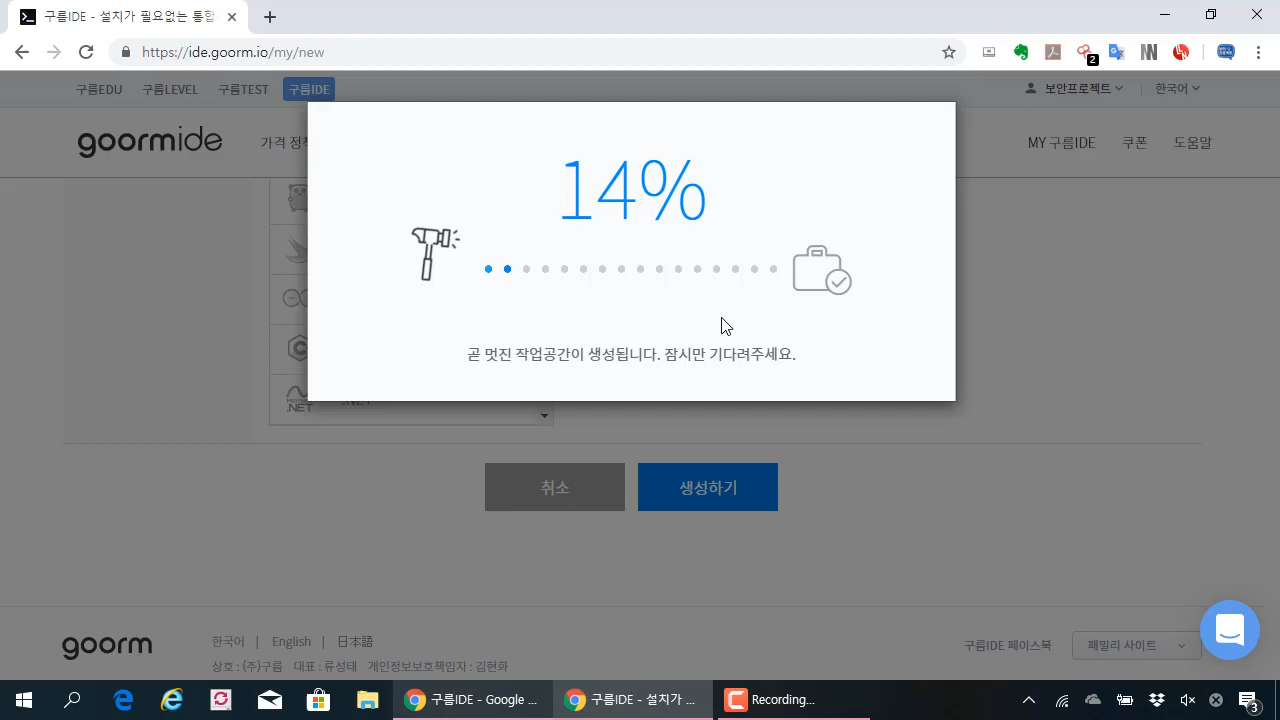 구름IDE - 설치가 필요없는 통합
https://ide.goorm.io/my/new
2
구름EDU 구름LEVEL 구름TEST 구름IDE 보안프로젝트 한국어
goormide 가격 정책 MY 구름IDE 쿠폰 도움말
14%
곧 멋진 작업공간이 생성됩니다. 잠시만 기다려주세요.
.NET
취소 생성하기
goorm 한국어 | English | 日本語 구름IDE 페이스북 패밀리 사이트
상호 : (주)구름 대표 : 류성태 개인정보보호책임자 : 김현화
구름IDE - Google ... 구름IDE - 설치가 ... Recording... 3